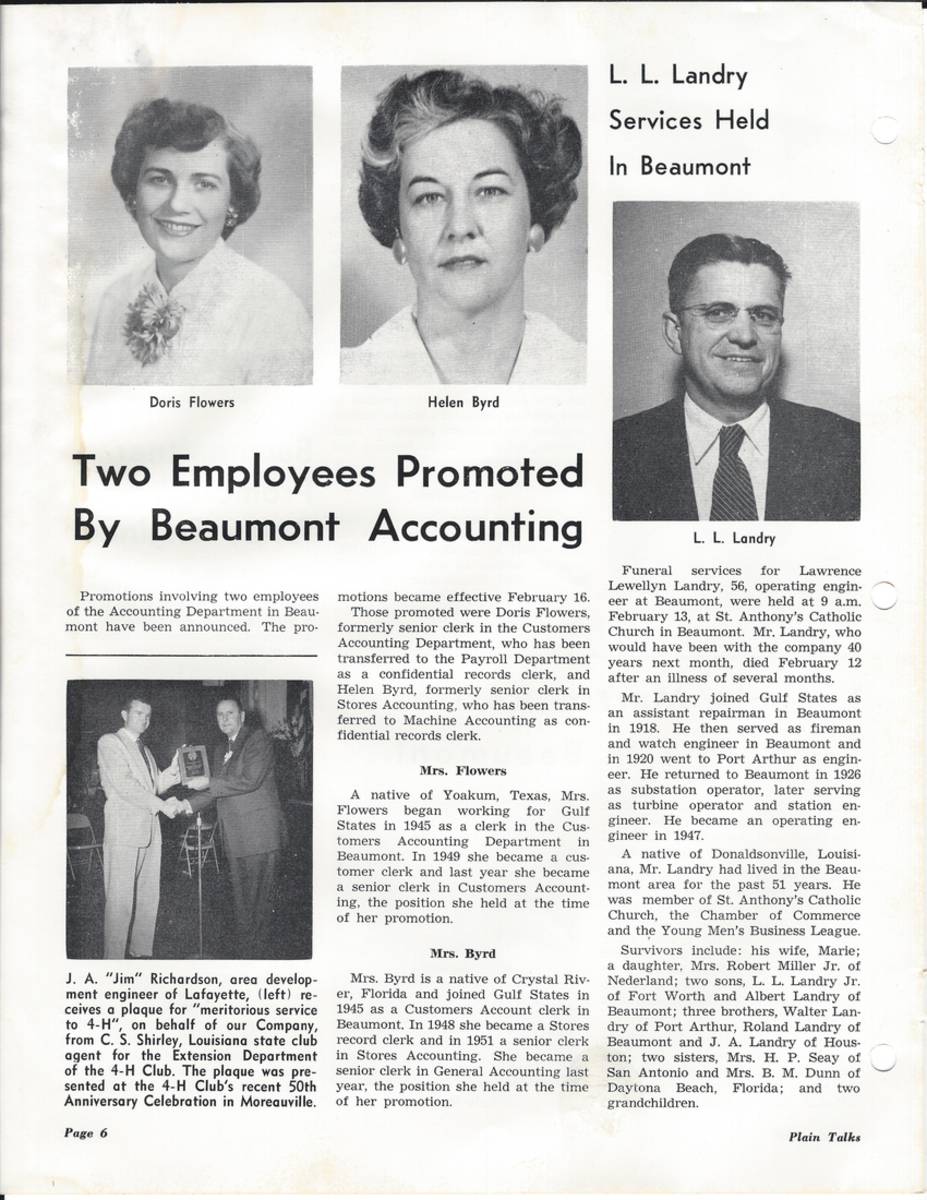 Doris Flowers
Helen Byrd
Two Employees Promoted
By Beaumont Accounting
Promotions involving two employees
of the Accounting Department in Beau-
mont have been announced. The pro-
J. A. "Jim" Richardson, area develop-
ment engineer of Lafayette, (left) re-
ceives a plaque for "meritorious service
to 4-H", on behalf of our Company,
from C. S. Shirley, Louisiana state club
agent for the Extension Department
of the 4-H Club. The plaque was pre-
sented at the 4-H Club's recent 50th
Anniversary Celebration in Moreauville.
motions became effective February 16.
Those promoted were Doris Flowers,
formerly senior clerk in the Customers
Accounting Department, who has been
transferred to the Payroll Department
as a confidential records clerk, and
Helen Byrd, formerly senior clerk in
Stores Accounting, who has been trans-
ferred to Machine Accounting as con-
fidential records clerk.
Mrs. Flowers
A native of Yoakum, Texas, Mrs.
Flowers began working for Gulf
States in 1945 as a clerk in the Cus-
tomers Accounting Department in
Beaumont. In 1949 she became a cus-
tomer clerk and last year she became
a senior clerk in Customers Account-
ing, the position she held at the time
of her promotion.
Mrs. Byrd
Mrs. Byrd is a native of Crystal Riv-
er, Florida and joined Gulf States in
1945 as a Customers Account clerk in
Beaumont. In 1948 she became a Stores
record clerk and in 1951 a senior clerk
in Stores Accounting. She became a
senior clerk in General Accounting last
year, the position she held at the time
of her promotion.
L. L. Landry
Services Held
In Beaumont
L. L. Landry
Funeral services for Lawrence
Lewellyn Landry, 56, operating engin-
eer at Beaumont, were held at 9 a.m.
February 13, at St. Anthony's Catholic
Church in Beaumont. Mr. Landry, who
would have been with the company 40
years next month, died February 12
after an illness of several months.
Mr. Landry joined Gulf States as
an assistant repairman in Beaumont
in 1918. He then served as fireman
and watch engineer in Beaumont and
in 1920 went to Port Arthur as engin-
eer. He returned to Beaumont in 1926
as substation operator, later serving
as turbine operator and station en-
gineer. He became an operating en-
gineer in 1947.
A native of Donaldsonville, Louisi-
ana, Mr. Landry had lived in the Beau-
mont area for the past 51 years. He
was member of St. Anthony's Catholic
Church, the Chamber of Commerce
and the Young Men's Business League.
Survivors include: his wife, Marie;
a daughter, Mrs. Robert Miller Jr. of
Nederland; two sons, L. L. Landry Jr.
of Fort Worth and Albert Landry of
Beaumont; three brothers, Walter Lan-
dry of Port Arthur, Roland Landry of
Beaumont and J. A. Landry of Hous-
ton; two sisters, Mrs. H. P. Seay of
San Antonio and Mrs. B. M. Dunn of
Daytona Beach, Florida; and two
grandchildren.
Page 6
Plain Talks